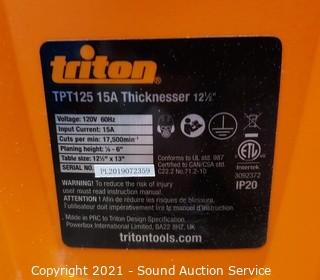 triton
TPT125 15A Thicknesser 12½"
Voltage: 120V 60Hz
Input Current: 15A
Cuts per min: 17,500min⁻¹
Planing height: ⅛ - 6"
Table size: 12½" x 13"
SERIAL NO. PL2019072359
Conforms to UL std. 987
Certified to CAN/CSA std.
C22.2 No.71.2-10
Intertek
3092372
IP20
WARNING To reduce the risk of injury
user must read instruction manual.
ATTENTION ! Afin de réduire les risques de blessures,
l'utilisateur doit impérativement lire le manuel d'instructions.
Made in PRC to Triton Design Specification.
Powerbox International Limited, BA22 8HZ, UK
tritontools.com
Copyright 2021 - Sound Auction Service